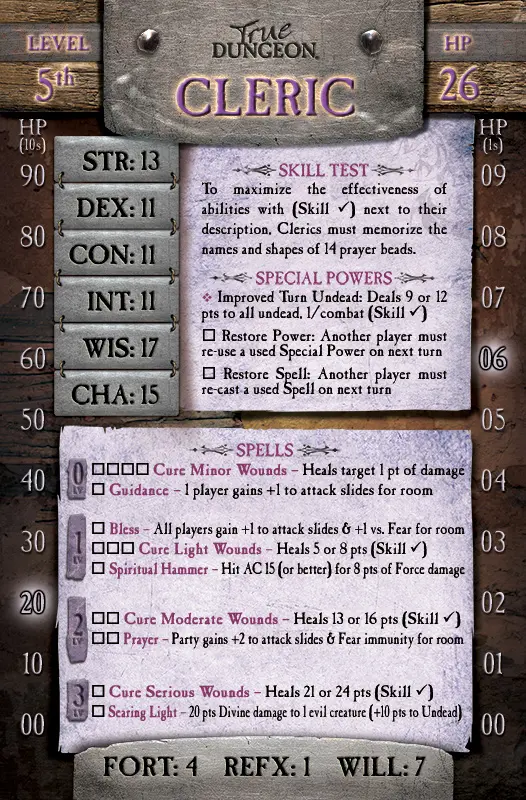 True
DUNGEON.
LEVEL
5th
HP
26
CLERIC
HP
(10s)
90
80
70
60
50
40
30
20
10
00
HP
(1s)
09
08
07
06
05
04
03
02
01
00
STR: 13
DEX: 11
CON: 11
INT: 11
WIS: 17
CHA: 15
SKILL TEST
To maximize the effectiveness of
abilities with (Skill ✓) next to their
description, Clerics must memorize the
names and shapes of 14 prayer beads.
SPECIAL POWERS
❖ Improved Turn Undead: Deals 9 or 12
pts to all undead, 1/combat (Skill ✓)
☐ Restore Power: Another player must
re-use a used Special Power on next turn
☐ Restore Spell: Another player must
re-cast a used Spell on next turn
SPELLS
0
LV
☐☐☐☐ Cure Minor Wounds – Heals target 1 pt of damage
☐ Guidance – 1 player gains +1 to attack slides for room
1
LV
☐ Bless – All players gain +1 to attack slides & +1 vs. Fear for room
☐☐☐ Cure Light Wounds – Heals 5 or 8 pts (Skill ✓)
☐ Spiritual Hammer – Hit AC 15 (or better) for 8 pts of Force damage
2
LV
☐☐ Cure Moderate Wounds – Heals 13 or 16 pts (Skill ✓)
☐☐ Prayer – Party gains +2 to attack slides & Fear immunity for room
3
LV
☐ Cure Serious Wounds – Heals 21 or 24 pts (Skill ✓)
☐ Searing Light – 20 pts Divine damage to 1 evil creature (+10 pts to Undead)
FORT: 4 REFX: 1 WILL: 7